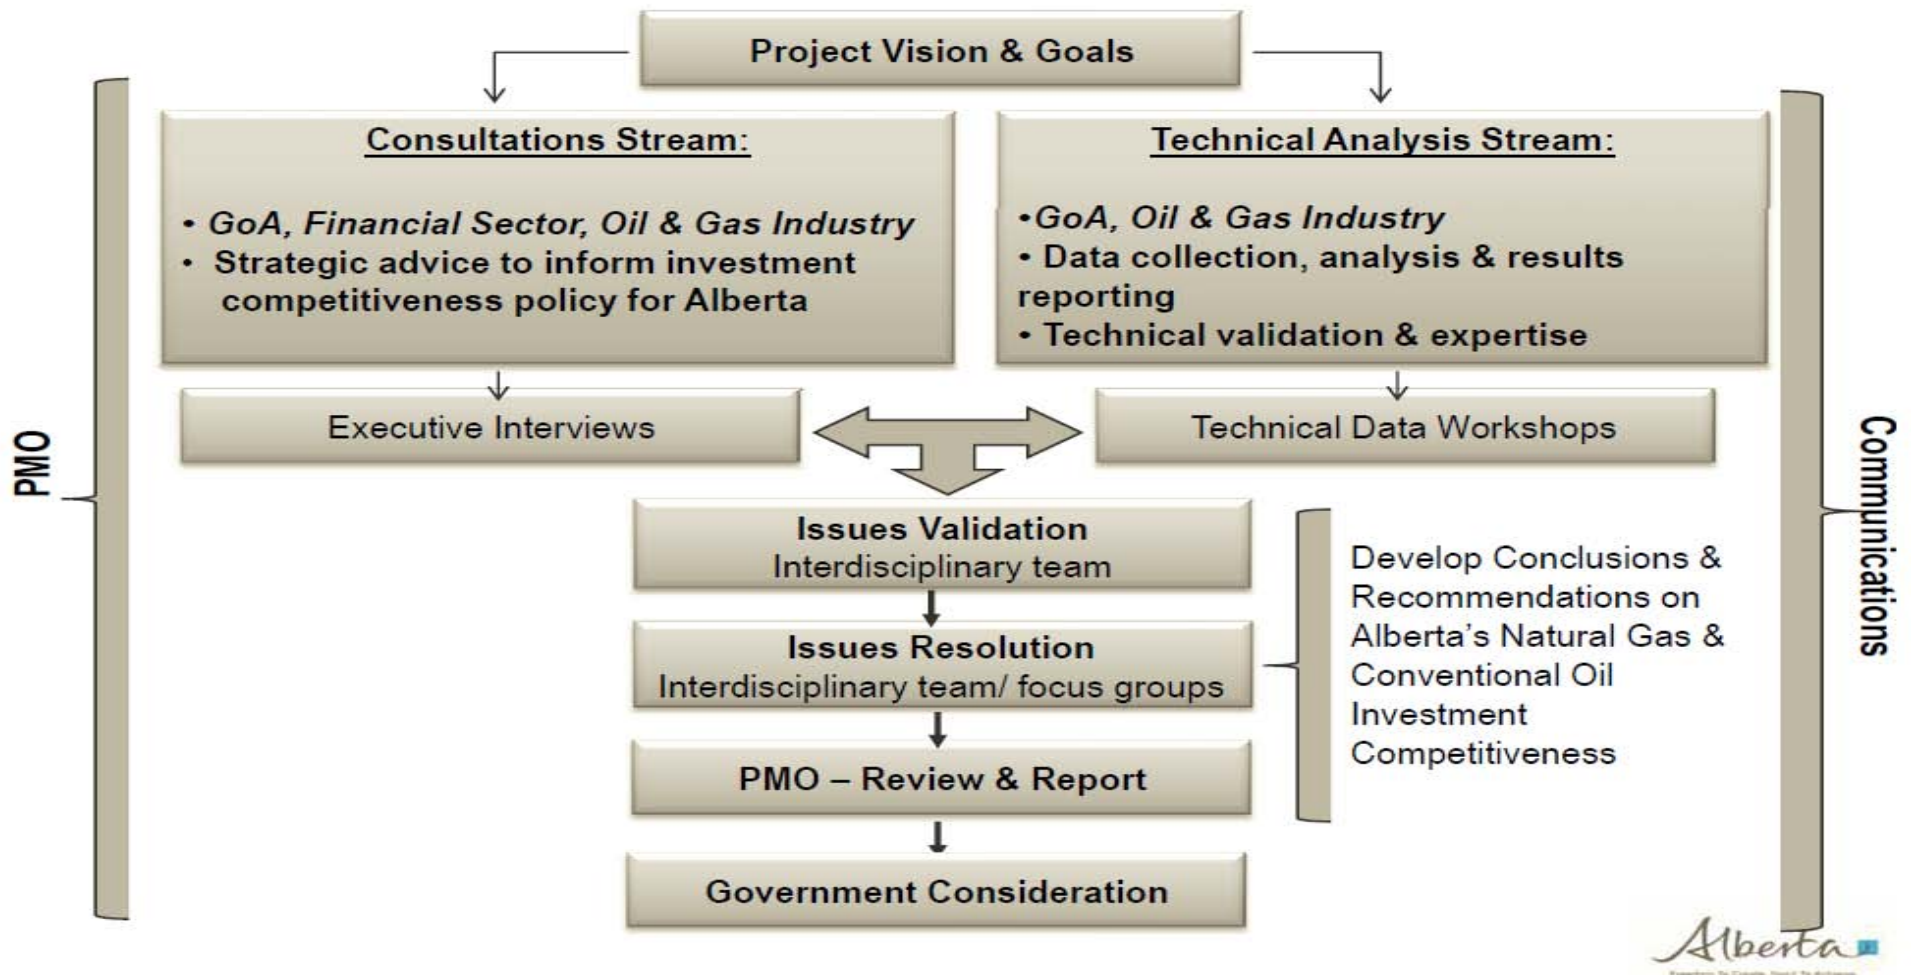 Project Vision & Goals
Consultations Stream:
• GoA, Financial Sector, Oil & Gas Industry
• Strategic advice to inform investment
competitiveness policy for Alberta
Technical Analysis Stream:
•GoA, Oil & Gas Industry
• Data collection, analysis & results
reporting
• Technical validation & expertise
Executive Interviews
Technical Data Workshops
PMO
Communications
Issues Validation
Interdisciplinary team
Issues Resolution
Interdisciplinary team/ focus groups
PMO – Review & Report
Government Consideration
Develop Conclusions &
Recommendations on
Alberta’s Natural Gas &
Conventional Oil
Investment
Competitiveness
Alberta